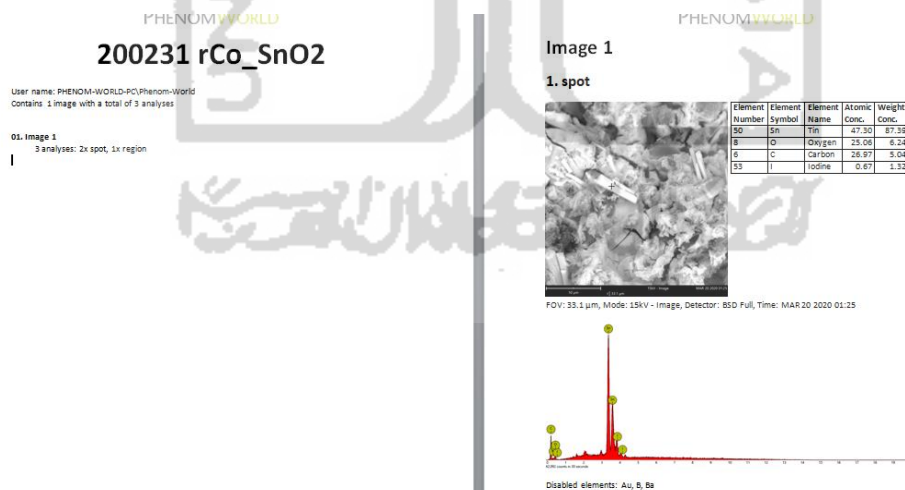 PHENOMWORLD
200231 rCo_SnO2
User name: PHENOM-WORLD-PC\Phenom-World
Contains 1 image with a total of 3 analyses
01. Image 1
3 analyses: 2x spot, 1x region
PHENOMWORLD
Image 1
1. spot
Element Number Element Symbol Element Name Atomic Conc. Weight Conc.
50 Sn Tin 47.30 87.39
8 O Oxygen 25.06 6.24
6 C Carbon 26.97 5.04
53 I Iodine 0.67 1.32
FOV: 33.1 µm, Mode: 15kV - Image, Detector: BSD Full, Time: MAR 20 2020 01:25
Disabled elements: Au, B, Ba